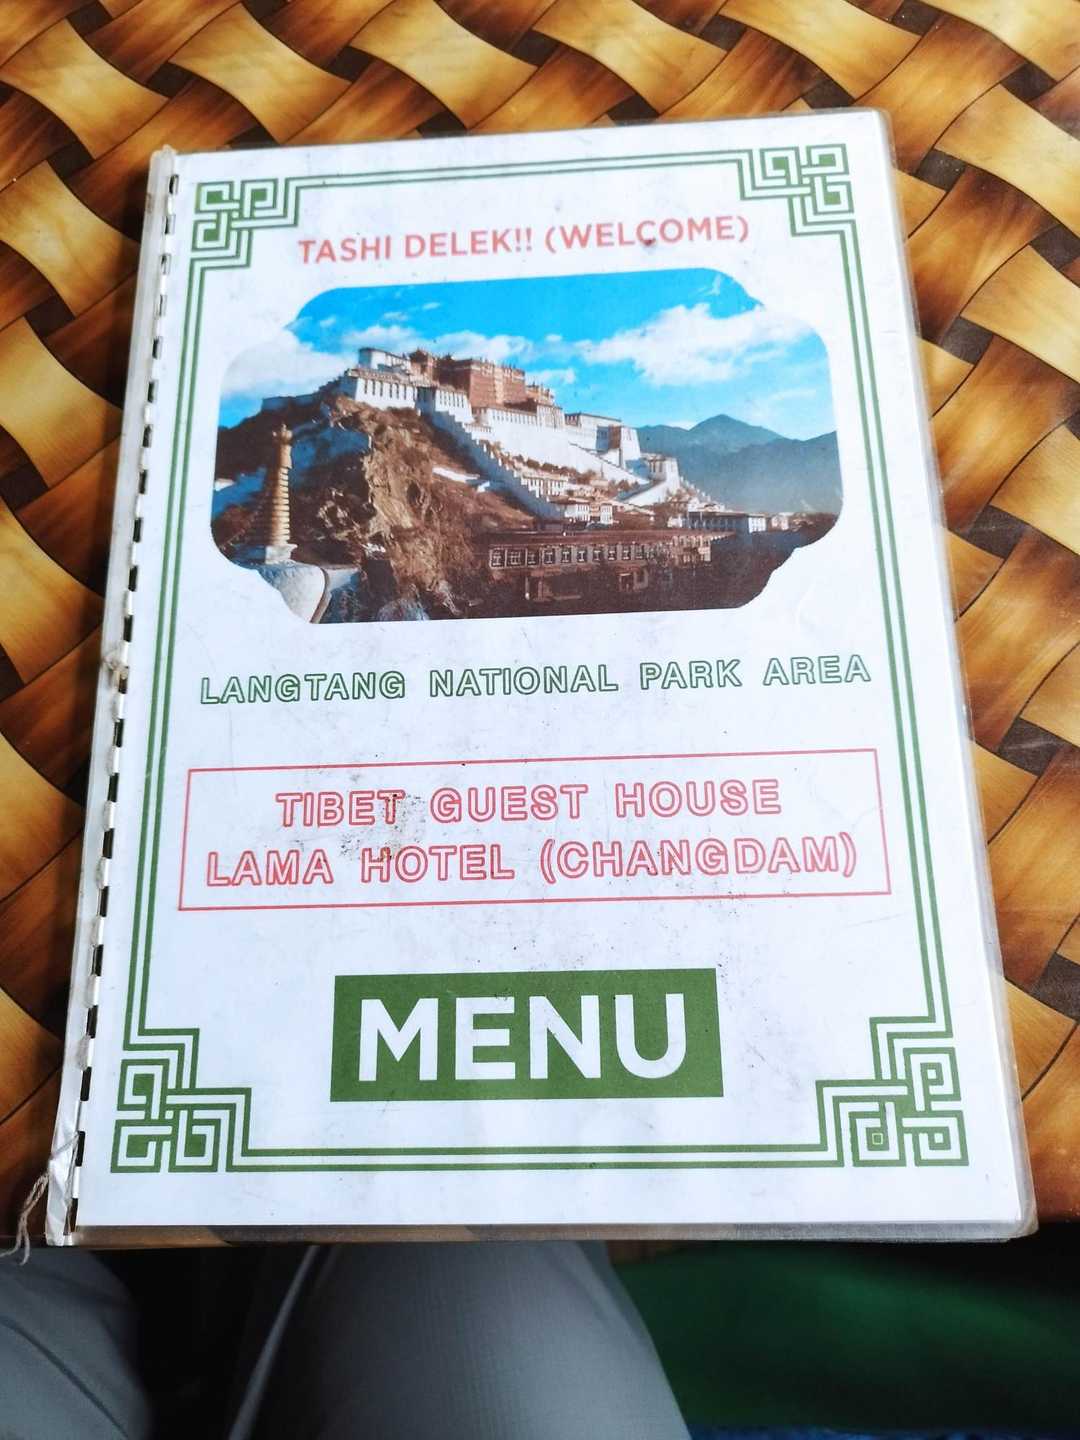 TASHI DELEK!! (WELCOME)
LANGTANG NATIONAL PARK AREA
TIBET GUEST HOUSE
LAMA HOTEL (CHANGDAM)
MENU